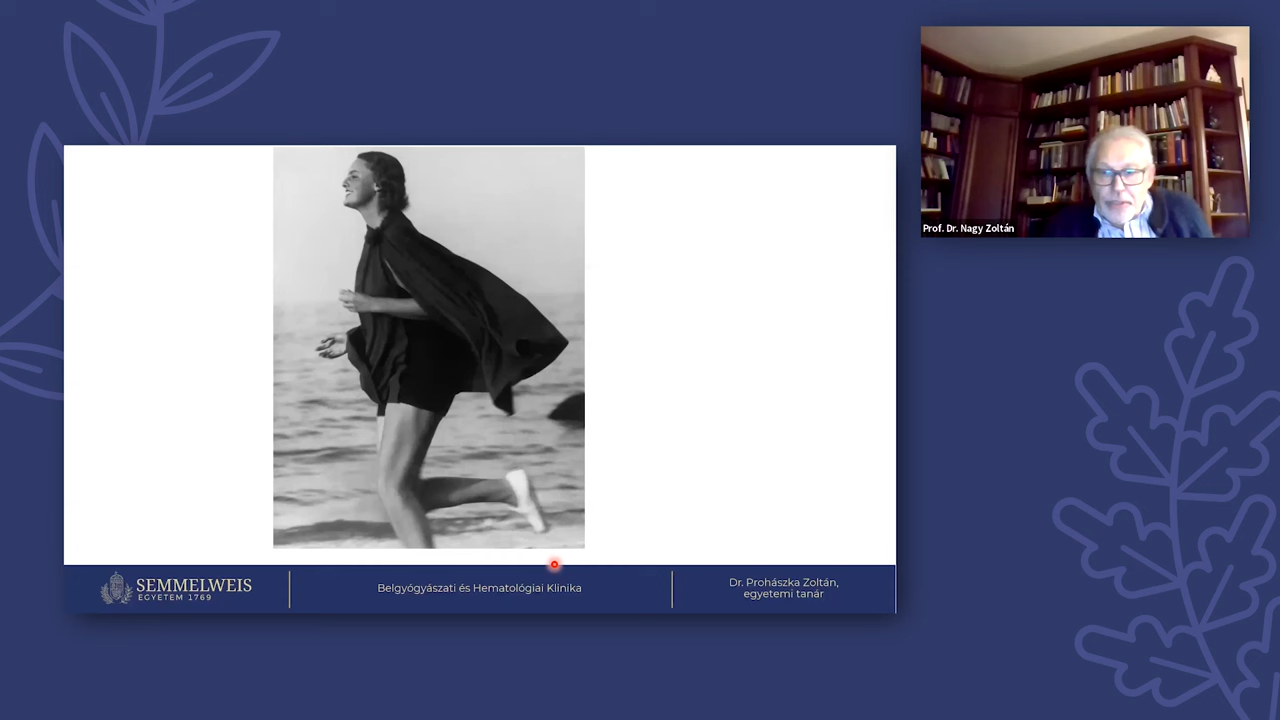 Prof. Dr. Nagy Zoltán
SEMMELWEIS
EGYETEM 1769
Belgyógyászati és Hematológiai Klinika
Dr. Prohászka Zoltán,
egyetemi tanár